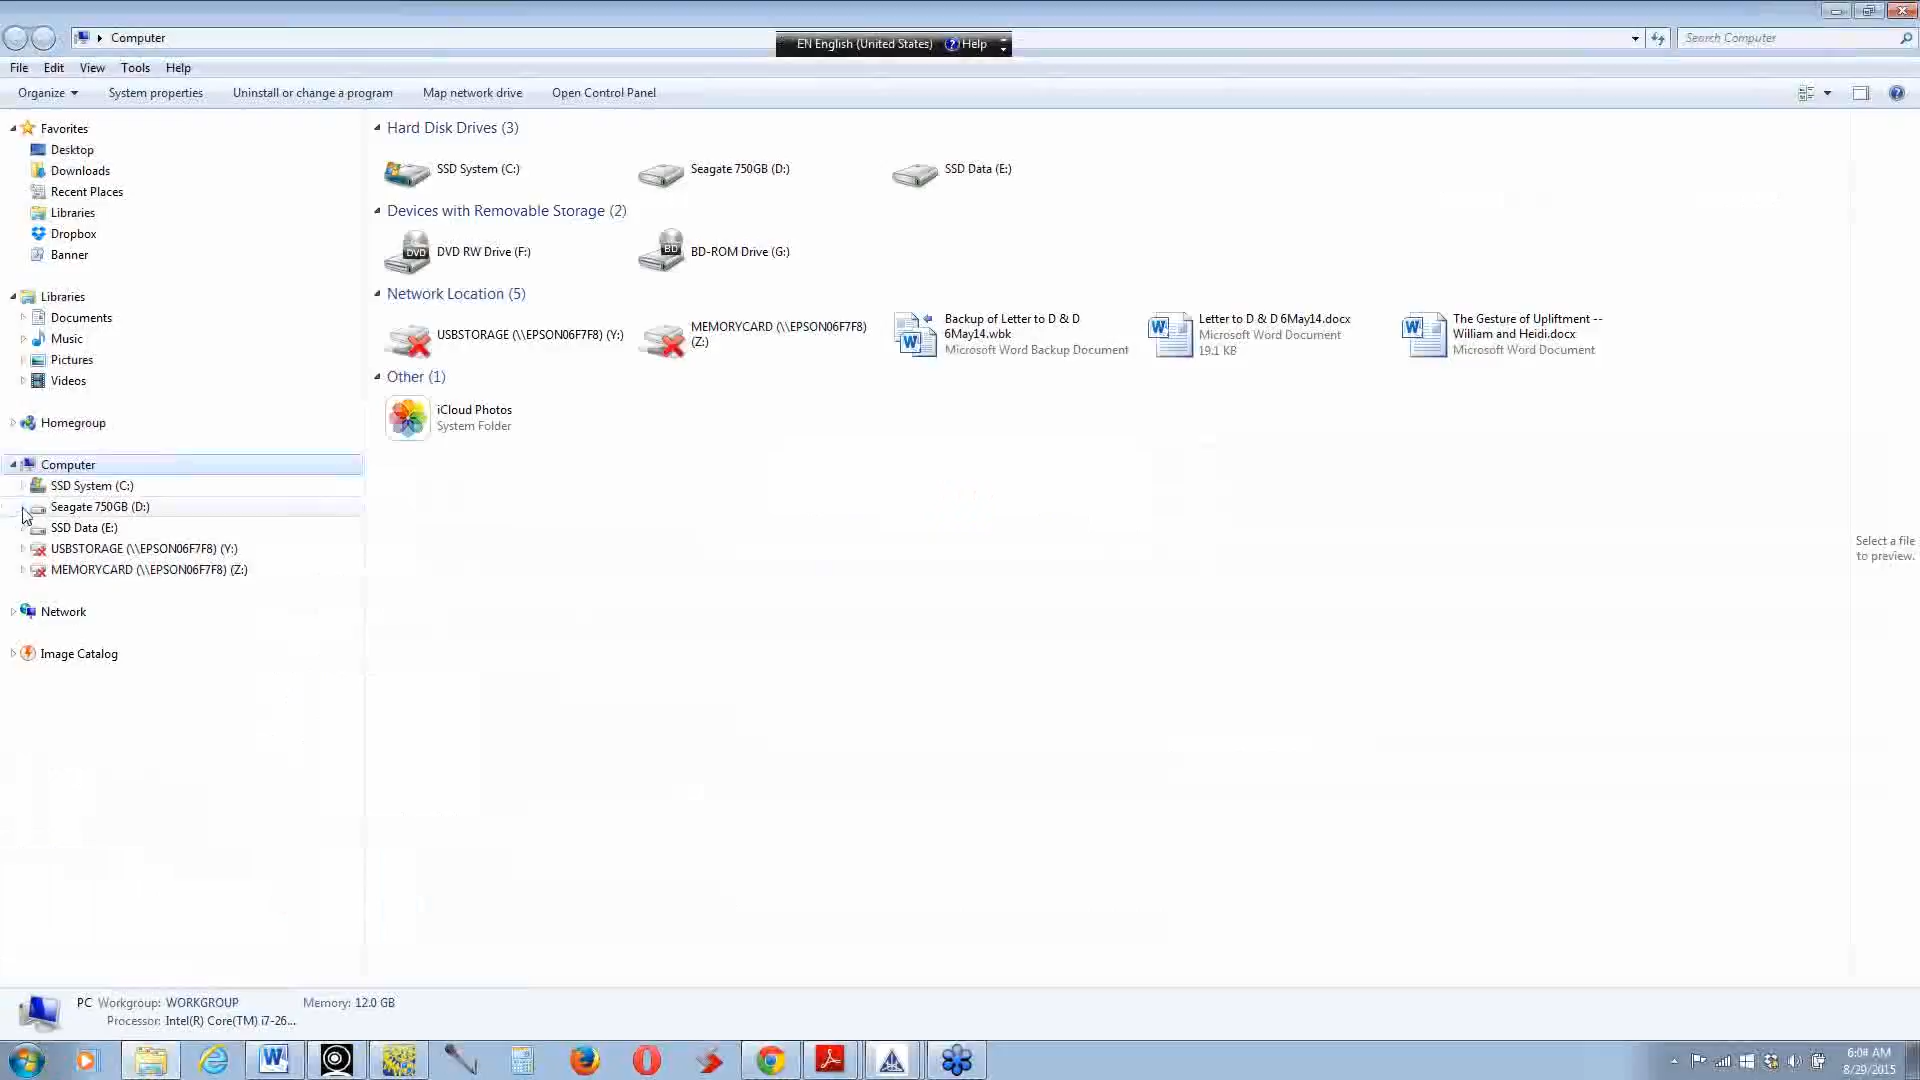 Computer
EN English (United States) Help
Search Computer
File Edit View Tools Help
Organize System properties Uninstall or change a program Map network drive Open Control Panel
Favorites
Desktop
Downloads
Recent Places
Libraries
Dropbox
Banner
Libraries
Documents
Music
Pictures
Videos
Homegroup
Computer
SSD System (C:)
Seagate 750GB (D:)
SSD Data (E:)
USBSTORAGE (\\EPSON06F7F8) (Y:)
MEMORYCARD (\\EPSON06F7F8) (Z:)
Network
Image Catalog
Hard Disk Drives (3)
SSD System (C:)
Seagate 750GB (D:)
SSD Data (E:)
Devices with Removable Storage (2)
DVD
DVD RW Drive (F:)
BD
BD-ROM Drive (G:)
Network Location (5)
USBSTORAGE (\\EPSON06F7F8) (Y:)
MEMORYCARD (\\EPSON06F7F8)
(Z:)
Backup of Letter to D & D
6May14.wbk
Microsoft Word Backup Document
Letter to D & D 6May14.docx
Microsoft Word Document
19.1 KB
The Gesture of Upliftment --
William and Heidi.docx
Microsoft Word Document
Other (1)
iCloud Photos
System Folder
Select a file
to preview.
PC Workgroup: WORKGROUP Memory: 12.0 GB
Processor: Intel(R) Core(TM) i7-26...
AM
8/29/2015